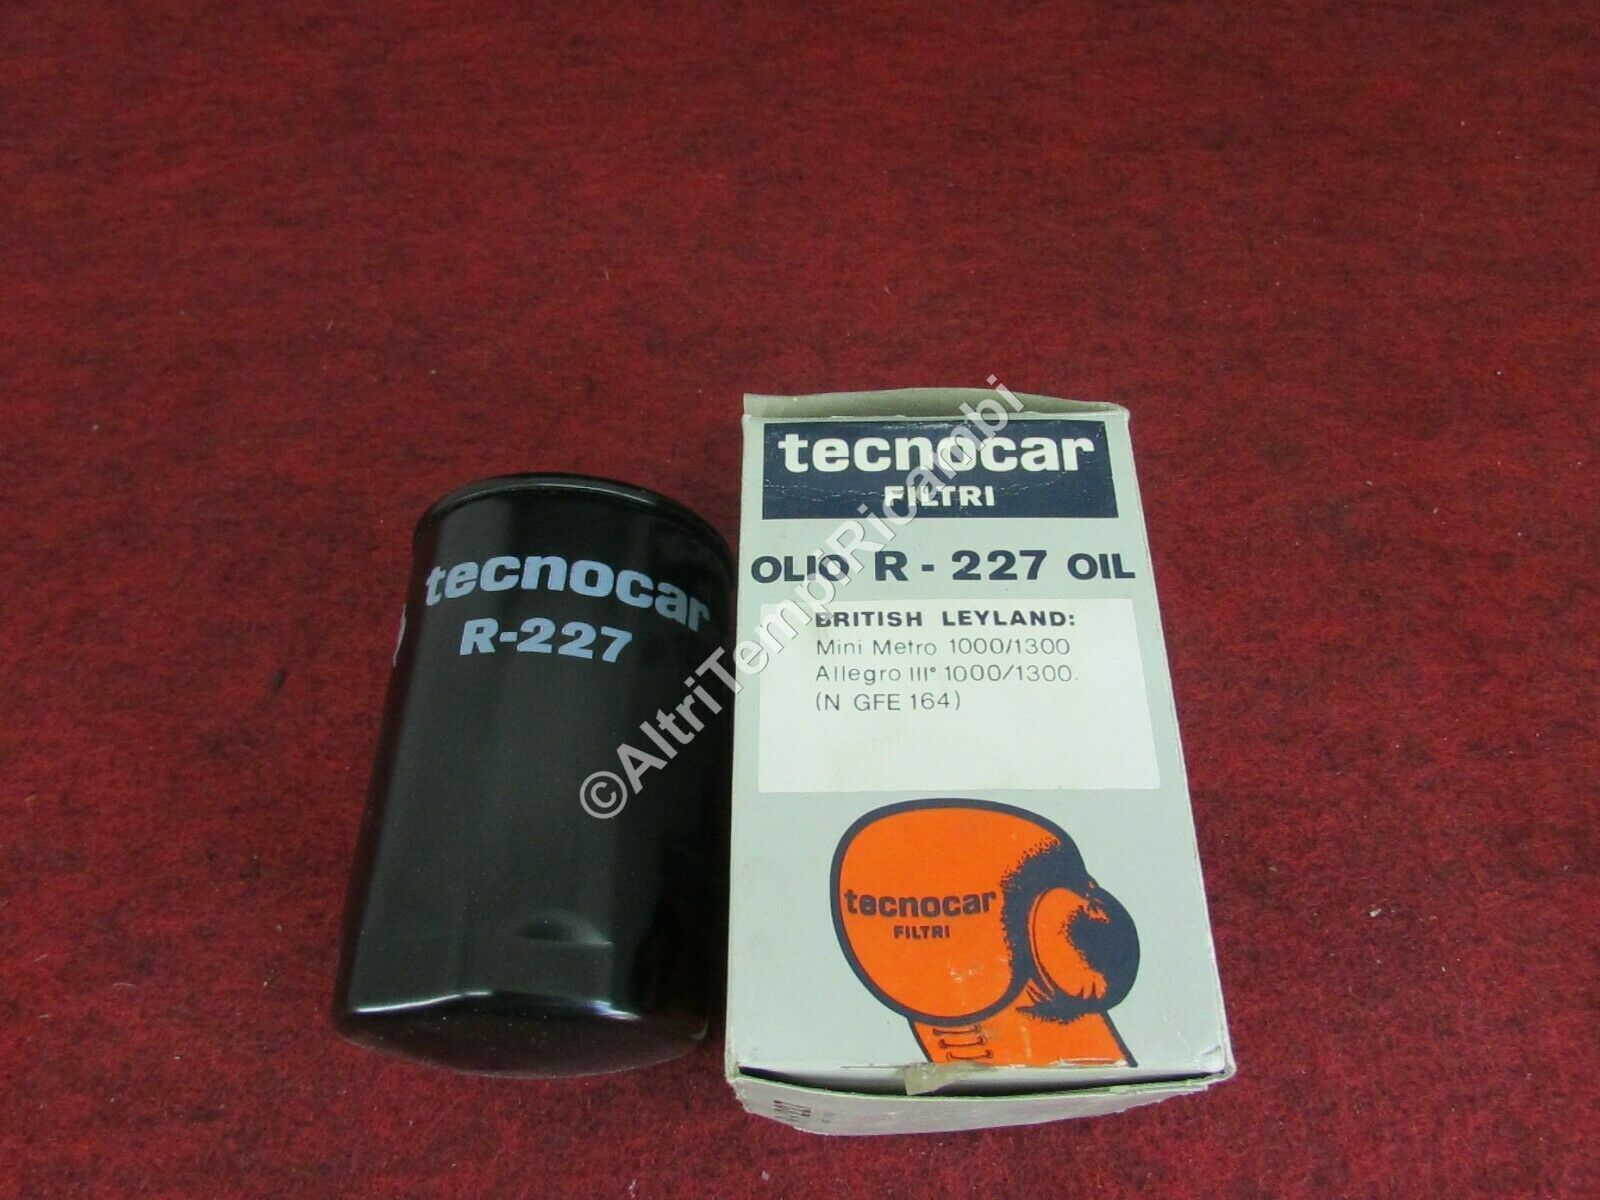 tecnocar
R-227
tecnocar
FILTRI
OLIO R - 227 OIL
BRITISH LEYLAND:
Mini Metro 1000/1300
Allegro III° 1000/1300.
(N GFE 164)
tecnocar
FILTRI
©AltriTempiRicambi